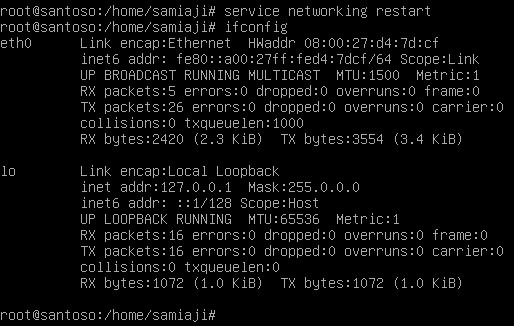 root@santoso:/home/samiaji# service networking restart
root@santoso:/home/samiaji# ifconfig
eth0      Link encap:Ethernet  HWaddr 08:00:27:d4:7d:cf
          inet6 addr: fe80::a00:27ff:fed4:7dcf/64 Scope:Link
          UP BROADCAST RUNNING MULTICAST  MTU:1500  Metric:1
          RX packets:5 errors:0 dropped:0 overruns:0 frame:0
          TX packets:26 errors:0 dropped:0 overruns:0 carrier:0
          collisions:0 txqueuelen:1000
          RX bytes:2420 (2.3 KiB)  TX bytes:3554 (3.4 KiB)
lo        Link encap:Local Loopback
          inet addr:127.0.0.1  Mask:255.0.0.0
          inet6 addr: ::1/128 Scope:Host
          UP LOOPBACK RUNNING  MTU:65536  Metric:1
          RX packets:16 errors:0 dropped:0 overruns:0 frame:0
          TX packets:16 errors:0 dropped:0 overruns:0 carrier:0
          collisions:0 txqueuelen:0
          RX bytes:1072 (1.0 KiB)  TX bytes:1072 (1.0 KiB)
root@santoso:/home/samiaji#